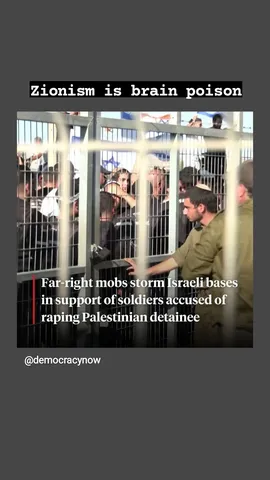 Zionism is brain poison
Far-right mobs storm Israeli bases
in support of soldiers accused of
raping Palestinian detainee
@democracynow